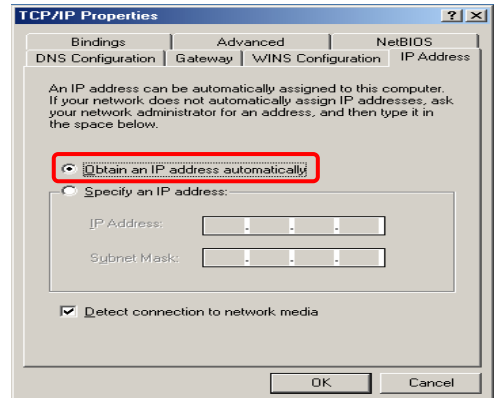 TCP/IP Properties
Bindings Advanced NetBIOS
DNS Configuration Gateway WINS Configuration IP Address
An IP address can be automatically assigned to this computer.
If your network does not automatically assign IP addresses, ask
your network administrator for an address, and then type it in
the space below.
Obtain an IP address automatically
Specify an IP address:
IP Address: . . .
Subnet Mask: . . .
Detect connection to network media
OK Cancel